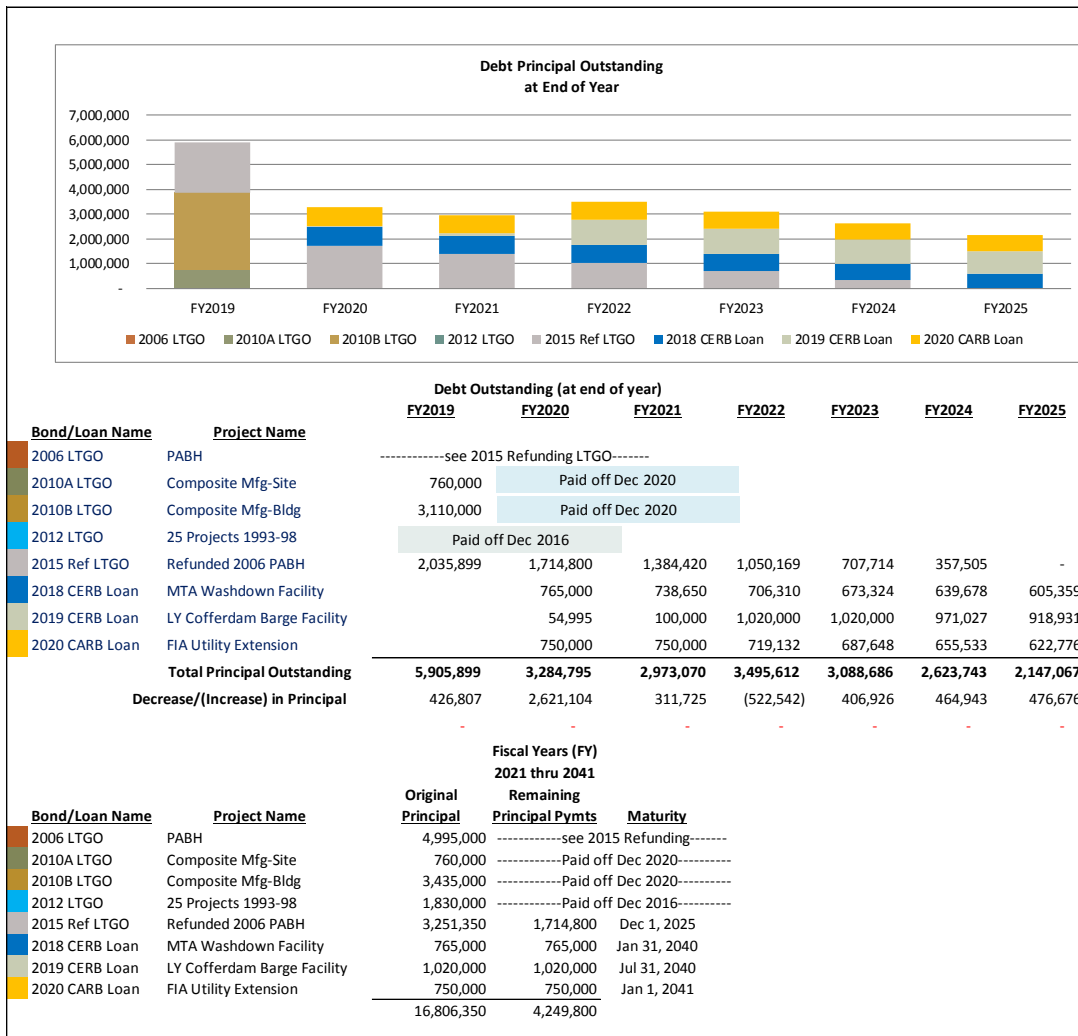 Debt Principal Outstanding
at End of Year
7,000,000
6,000,000
5,000,000
4,000,000
3,000,000
2,000,000
1,000,000
-
FY2019 FY2020 FY2021 FY2022 FY2023 FY2024 FY2025
2006 LTGO 2010A LTGO 2010B LTGO 2012 LTGO 2015 Ref LTGO 2018 CERB Loan 2019 CERB Loan 2020 CARB Loan
Debt Outstanding (at end of year)
FY2019 FY2020 FY2021 FY2022 FY2023 FY2024 FY2025
Bond/Loan Name Project Name
2006 LTGO PABH ------------see 2015 Refunding LTGO-------
2010A LTGO Composite Mfg-Site 760,000 Paid off Dec 2020
2010B LTGO Composite Mfg-Bldg 3,110,000 Paid off Dec 2020
2012 LTGO 25 Projects 1993-98 Paid off Dec 2016
2015 Ref LTGO Refunded 2006 PABH 2,035,899 1,714,800 1,384,420 1,050,169 707,714 357,505 -
2018 CERB Loan MTA Washdown Facility 765,000 738,650 706,310 673,324 639,678 605,359
2019 CERB Loan LY Cofferdam Barge Facility 54,995 100,000 1,020,000 1,020,000 971,027 918,931
2020 CARB Loan FIA Utility Extension 750,000 750,000 719,132 687,648 655,533 622,776
Total Principal Outstanding 5,905,899 3,284,795 2,973,070 3,495,612 3,088,686 2,623,743 2,147,067
Decrease/(Increase) in Principal 426,807 2,621,104 311,725 (522,542) 406,926 464,943 476,676
- - - - - - -
Fiscal Years (FY)
2021 thru 2041
Original Remaining
Bond/Loan Name Project Name Principal Principal Pymts Maturity
2006 LTGO PABH 4,995,000 ------------see 2015 Refunding-------
2010A LTGO Composite Mfg-Site 760,000 ------------Paid off Dec 2020----------
2010B LTGO Composite Mfg-Bldg 3,435,000 ------------Paid off Dec 2020----------
2012 LTGO 25 Projects 1993-98 1,830,000 ------------Paid off Dec 2016----------
2015 Ref LTGO Refunded 2006 PABH 3,251,350 1,714,800 Dec 1, 2025
2018 CERB Loan MTA Washdown Facility 765,000 765,000 Jan 31, 2040
2019 CERB Loan LY Cofferdam Barge Facility 1,020,000 1,020,000 Jul 31, 2040
2020 CARB Loan FIA Utility Extension 750,000 750,000 Jan 1, 2041
16,806,350 4,249,800